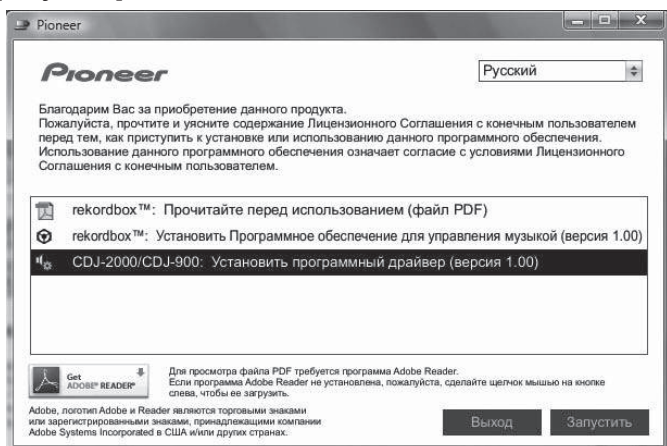 Pioneer
Pioneer
Русский
Благодарим Вас за приобретение данного продукта.
Пожалуйста, прочтите и уясните содержание Лицензионного Соглашения с конечным пользователем
перед тем, как приступить к установке или использованию данного программного обеспечения.
Использование данного программного обеспечения означает согласие с условиями Лицензионного
Соглашения с конечным пользователем.
rekordbox™: Прочитайте перед использованием (файл PDF)
rekordbox™: Установить Программное обеспечение для управления музыкой (версия 1.00)
CDJ-2000/CDJ-900: Установить программный драйвер (версия 1.00)
Get
ADOBE® READER®
Для просмотра файла PDF требуется программа Adobe Reader.
Если программа Adobe Reader не установлена, пожалуйста, сделайте щелчок мышью на кнопке
слева, чтобы ее загрузить.
Adobe, логотип Adobe и Reader являются торговыми знаками
или зарегистрированными знаками, принадлежащими компании
Adobe Systems Incorporated в США и/или других странах.
Выход
Запустить